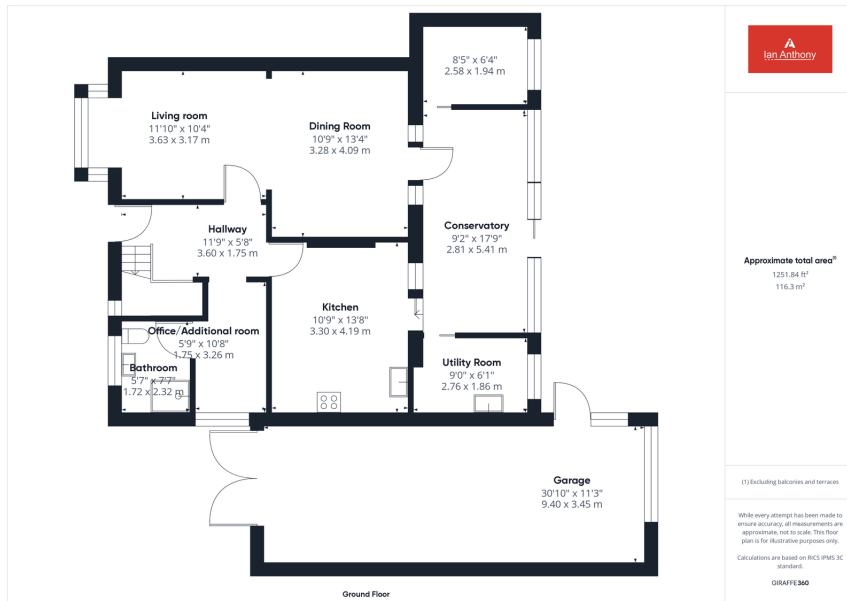 8'5" x 6'4"
2.58 x 1.94 m
Living room
11'10" x 10'4"
3.63 x 3.17 m
Dining Room
10'9" x 13'4"
3.28 x 4.09 m
Hallway
11'9" x 5'8"
3.60 x 1.75 m
Conservatory
9'2" x 17'9"
2.81 x 5.41 m
Kitchen
10'9" x 13'8"
3.30 x 4.19 m
Office/Additional room
5'9" x 10'8"
1.75 x 3.26 m
Bathroom
5'7" x 7'7"
1.72 x 2.32 m
Utility Room
9'0" x 6'1"
2.76 x 1.86 m
Garage
30'10" x 11'3"
9.40 x 3.45 m
Ground Floor
Ian Anthony
Approximate total area⁽¹⁾
1251.84 ft²
116.3 m²
(1) Excluding balconies and terraces
While every attempt has been made to
ensure accuracy, all measurements are
approximate, not to scale. This floor
plan is for illustrative purposes only.
Calculations are based on RICS IPMS 3C
standard.
GIRAFFE360